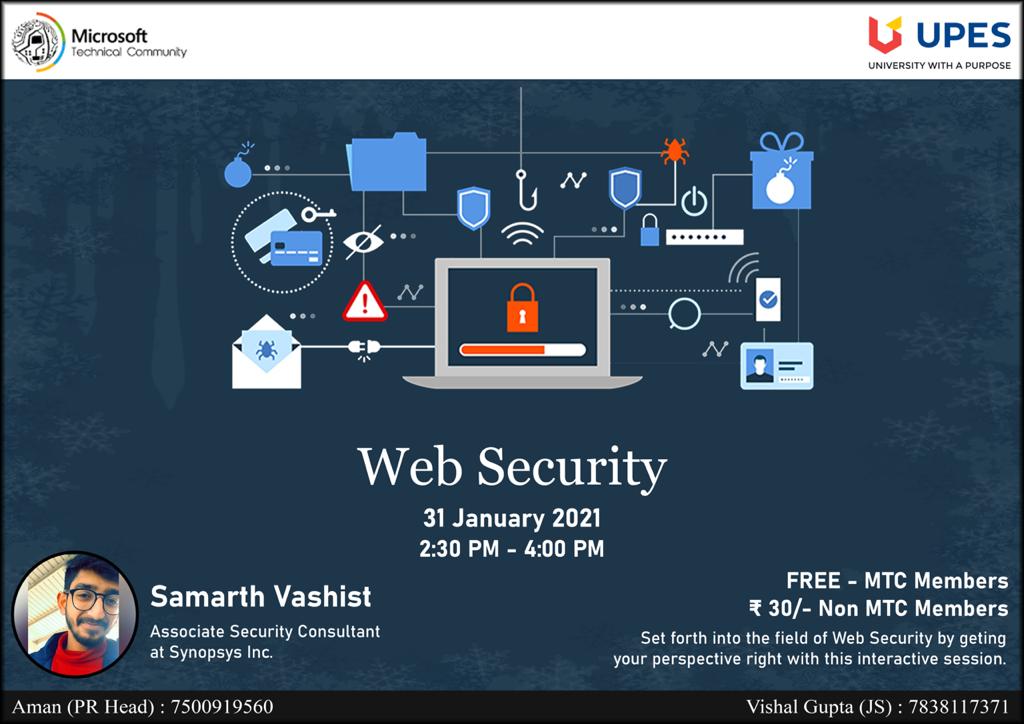 Microsoft
Technical Community
UPES
UNIVERSITY WITH A PURPOSE
Web Security
31 January 2021
2:30 PM - 4:00 PM
Samarth Vashist
Associate Security Consultant
at Synopsys Inc.
FREE - MTC Members
₹ 30/- Non MTC Members
Set forth into the field of Web Security by geting
your perspective right with this interactive session.
Aman (PR Head) : 7500919560
Vishal Gupta (JS) : 7838117371